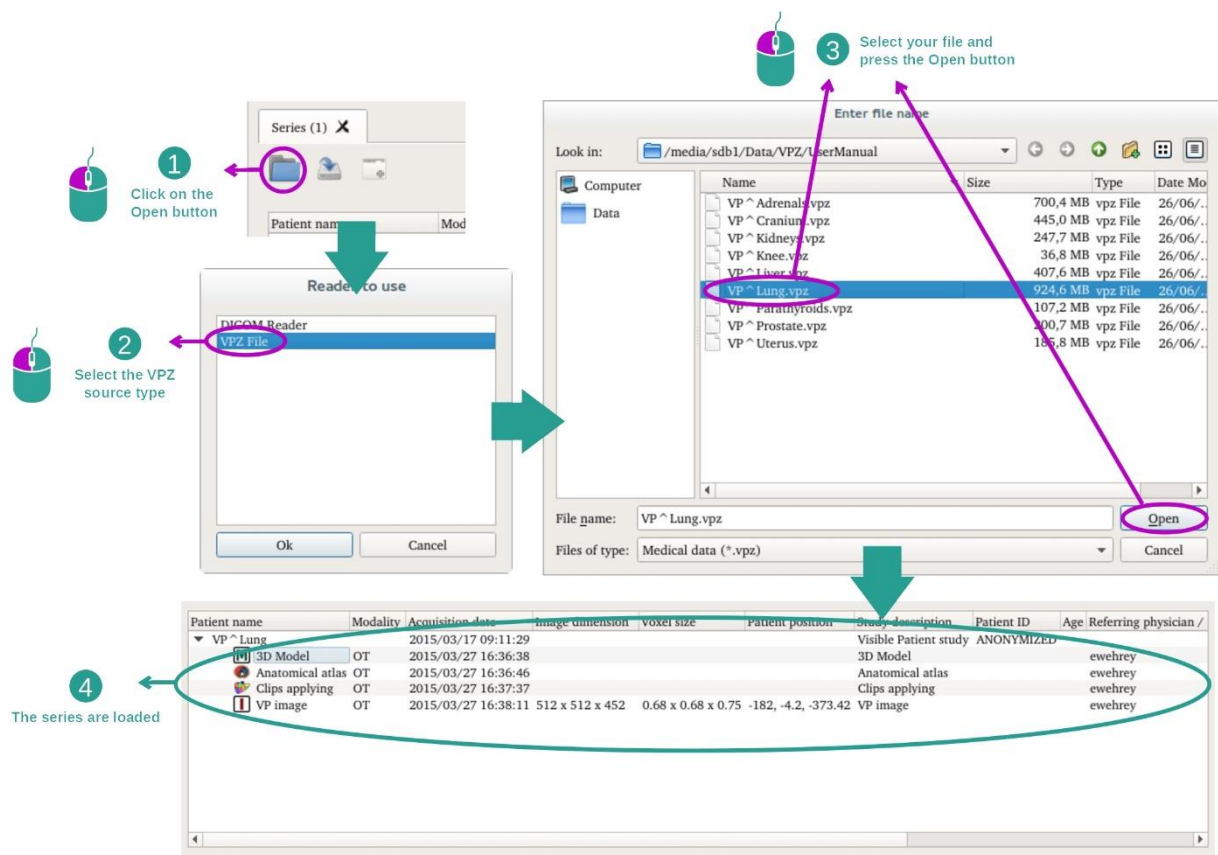 3
Select your file and
press the Open button
Series (1)
1
Click on the
Open button
Patient name
Mod
Reader to use
DICOM Reader
VPZ File
2
Select the VPZ
source type
Ok Cancel
Enter file name
Look in: /media/sdb1/Data/VPZ/UserManual
Computer
Data
Name Size Type Date Mo
VP^Adrenals.vpz 700,4 MB vpz File 26/06/..
VP^Cranium.vpz 445,0 MB vpz File 26/06/..
VP^Kidneys.vpz 247,7 MB vpz File 26/06/..
VP^Knee.vpz 36,8 MB vpz File 26/06/..
VP^Liver.vpz 407,6 MB vpz File 26/06/..
VP^Lung.vpz 924,6 MB vpz File 26/06/..
VP^Parathyroids.vpz 107,2 MB vpz File 26/06/..
VP^Prostate.vpz 200,7 MB vpz File 26/06/..
VP^Uterus.vpz 185,8 MB vpz File 26/06/..
File name: VP^Lung.vpz Open
Files of type: Medical data (*.vpz) Cancel
4
The series are loaded
Patient name Modality Acquisition date Image dimension Voxel size Patient position Study description Patient ID Age Referring physician /
VP^Lung 2015/03/17 09:11:29 Visible Patient study ANONYMIZED
M 3D Model OT 2015/03/27 16:36:38 3D Model ewehrey
Anatomical atlas OT 2015/03/27 16:36:46 Anatomical atlas ewehrey
Clips applying OT 2015/03/27 16:37:37 Clips applying ewehrey
I VP image OT 2015/03/27 16:38:11 512 x 512 x 452 0.68 x 0.68 x 0.75 -182, -4.2, -373.42 VP image ewehrey